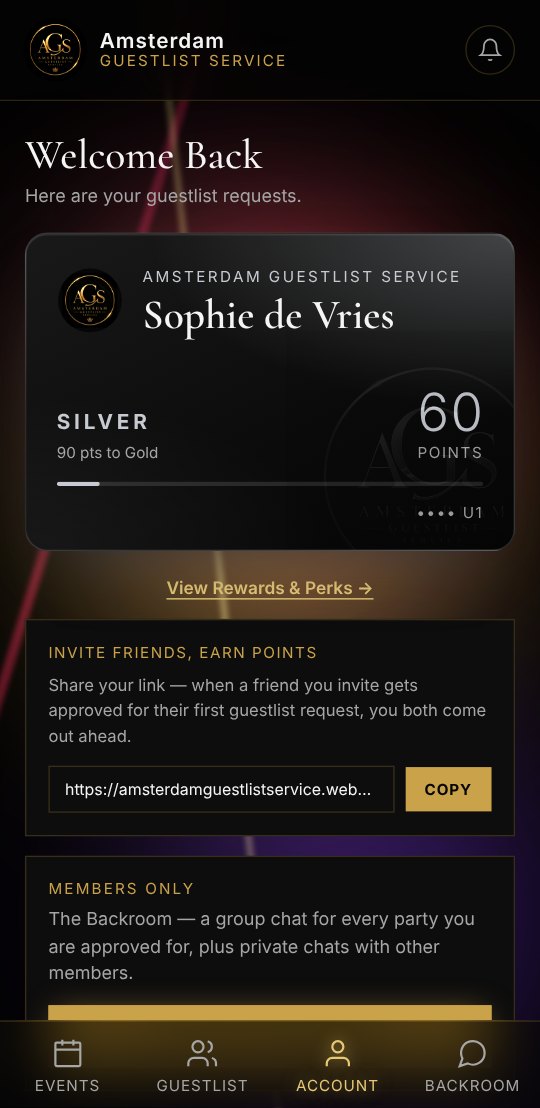 AGS
Amsterdam
GUESTLIST SERVICE
Welcome Back
Here are your guestlist requests.
AGS
AMSTERDAM GUESTLIST SERVICE
Sophie de Vries
SILVER
90 pts to Gold
60
POINTS
AGS
•••• U1
View Rewards & Perks →
INVITE FRIENDS, EARN POINTS
Share your link — when a friend you invite gets
approved for their first guestlist request, you both come
out ahead.
https://amsterdamguestlistservice.web...
COPY
MEMBERS ONLY
The Backroom — a group chat for every party you
are approved for, plus private chats with other
members.
EVENTS
GUESTLIST
ACCOUNT
BACKROOM